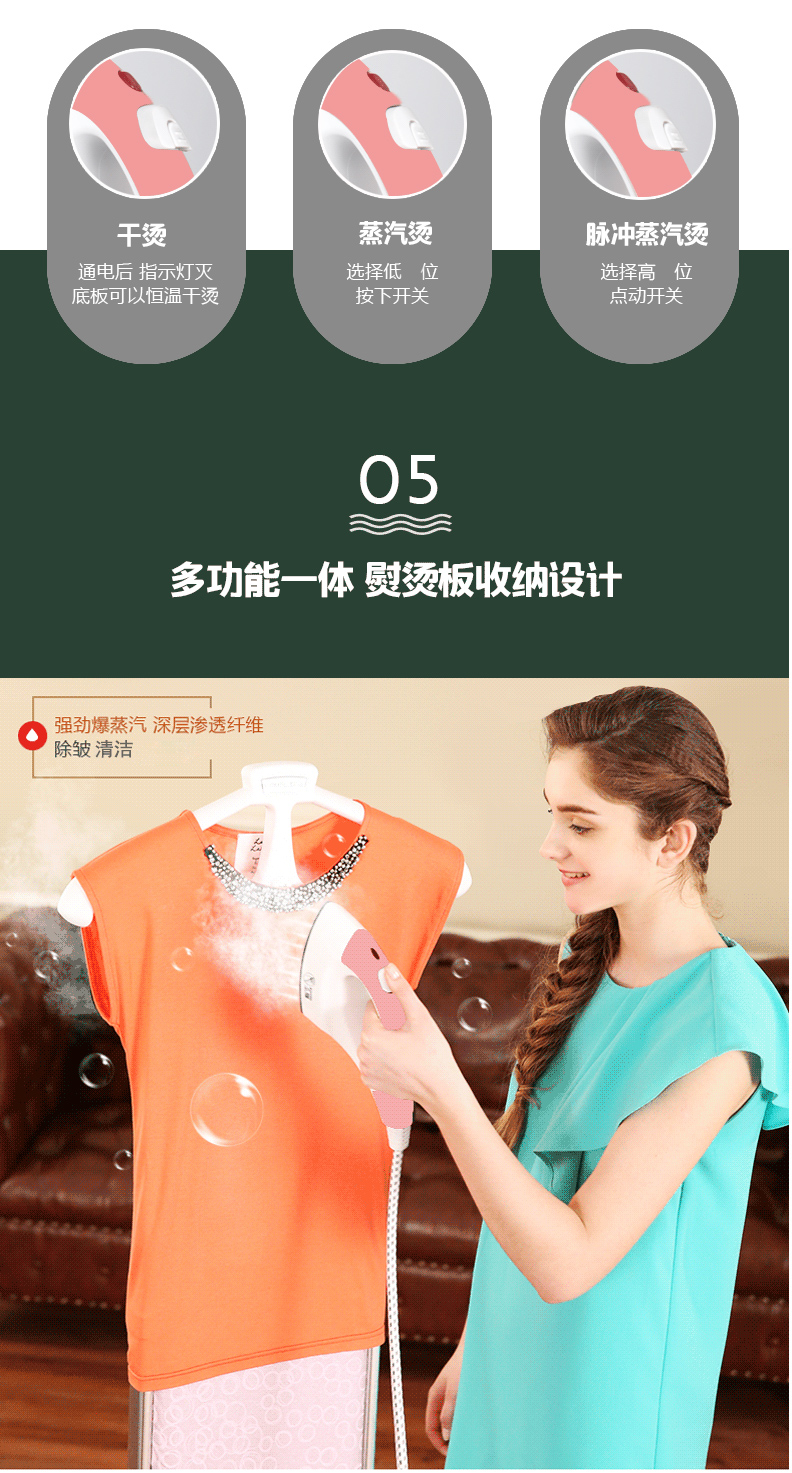 干烫
通电后 指示灯灭
底板可以恒温干烫
蒸汽烫
选择低 位
按下开关
脉冲蒸汽烫
选择高 位
点动开关
05
多功能一体 熨烫板收纳设计
强劲爆蒸汽 深层渗透纤维
除皱 清洁